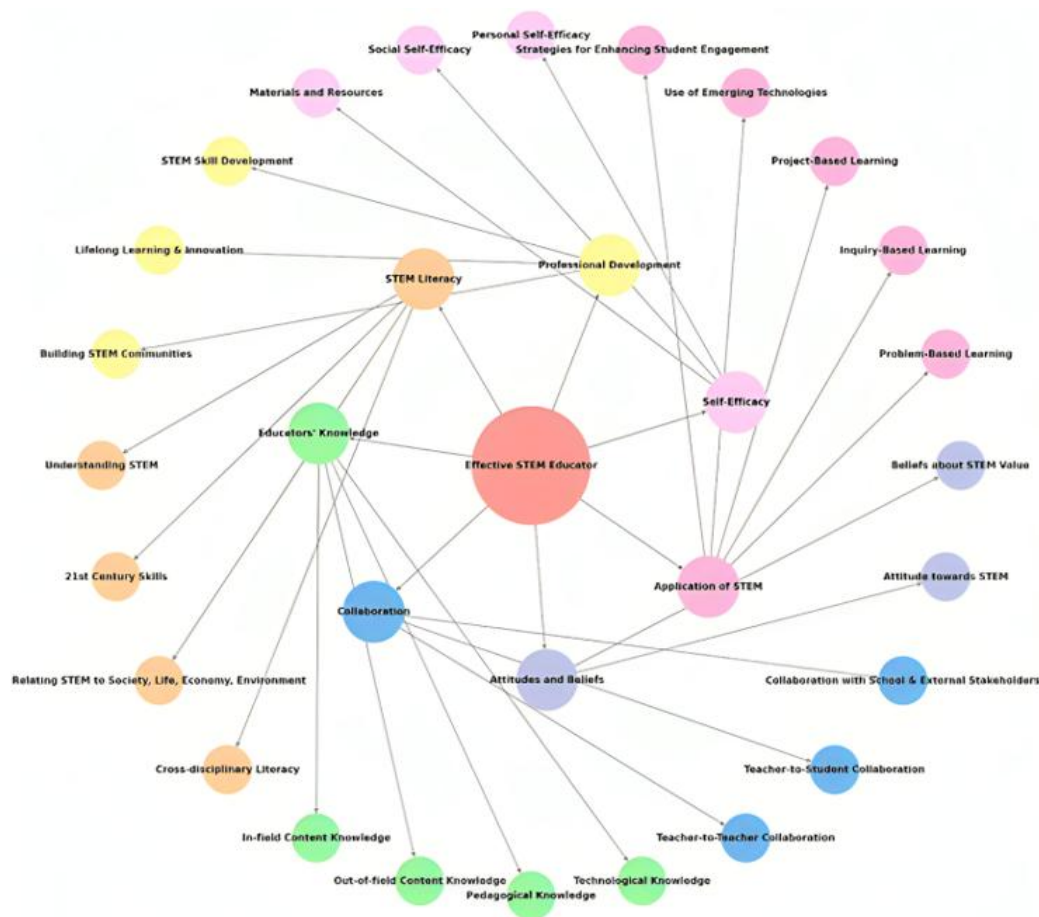 Personal Self-Efficacy
Social Self-Efficacy
Strategies for Enhancing Student Engagement
Materials and Resources
Use of Emerging Technologies
STEM Skill Development
Project-Based Learning
Lifelong Learning & Innovation
Inquiry-Based Learning
Professional Development
STEM Literacy
Building STEM Communities
Problem-Based Learning
Self-Efficacy
Educators' Knowledge
Understanding STEM
Effective STEM Educator
Beliefs about STEM Value
21st Century Skills
Attitude towards STEM
Application of STEM
Collaboration
Relating STEM to Society, Life, Economy, Environment
Attitudes and Beliefs
Collaboration with School & External Stakeholders
Cross-disciplinary Literacy
Teacher-to-Student Collaboration
In-field Content Knowledge
Teacher-to-Teacher Collaboration
Out-of-field Content Knowledge
Technological Knowledge
Pedagogical Knowledge